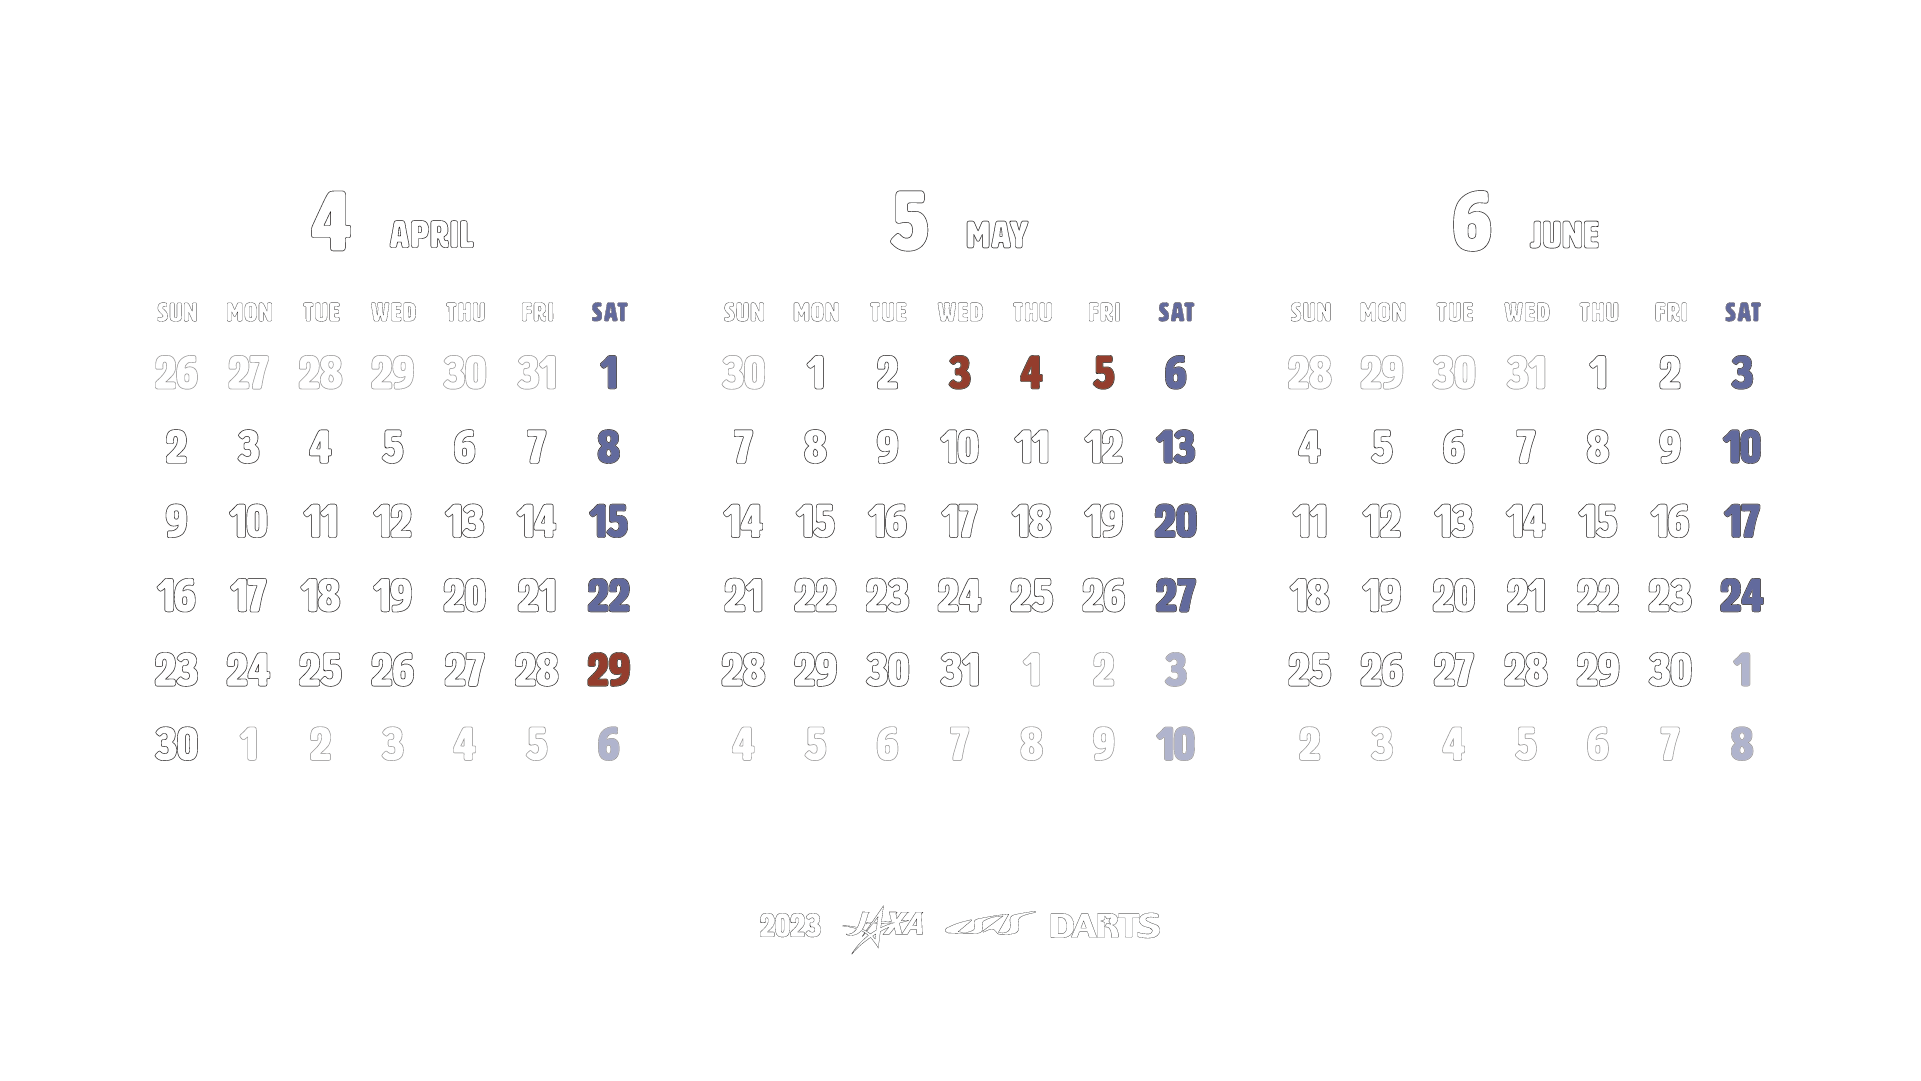 4 APRIL
SUN MON TUE WED THU FRI SAT
26 27 28 29 30 31 1
2 3 4 5 6 7 8
9 10 11 12 13 14 15
16 17 18 19 20 21 22
23 24 25 26 27 28 29
30 1 2 3 4 5 6
5 MAY
SUN MON TUE WED THU FRI SAT
30 1 2 3 4 5 6
7 8 9 10 11 12 13
14 15 16 17 18 19 20
21 22 23 24 25 26 27
28 29 30 31 1 2 3
4 5 6 7 8 9 10
6 JUNE
SUN MON TUE WED THU FRI SAT
28 29 30 31 1 2 3
4 5 6 7 8 9 10
11 12 13 14 15 16 17
18 19 20 21 22 23 24
25 26 27 28 29 30 1
2 3 4 5 6 7 8
2023 JAXA ISAS DARTS